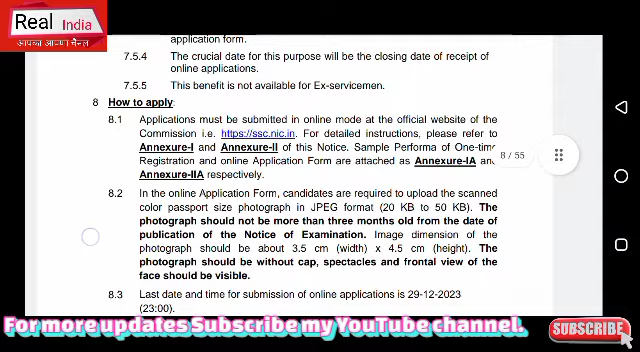 Real India
आपका अपना चैनल
application form.
7.5.4 The crucial date for this purpose will be the closing date of receipt of
online applications.
7.5.5 This benefit is not available for Ex-servicemen.
8 How to apply:
8.1 Applications must be submitted in online mode at the official website of the
Commission i.e. https://ssc.nic.in. For detailed instructions, please refer to
Annexure-I and Annexure-II of this Notice. Sample Performa of One-time
Registration and online Application Form are attached as Annexure-IA and
Annexure-IIA respectively.
8 / 55
8.2 In the online Application Form, candidates are required to upload the scanned
color passport size photograph in JPEG format (20 KB to 50 KB). The
photograph should not be more than three months old from the date of
publication of the Notice of Examination. Image dimension of the
photograph should be about 3.5 cm (width) x 4.5 cm (height). The
photograph should be without cap, spectacles and frontal view of the
face should be visible.
8.3 Last date and time for submission of online applications is 29-12-2023
(23:00).
For more updates Subscribe my YouTube channel.
SUBSCRIBE